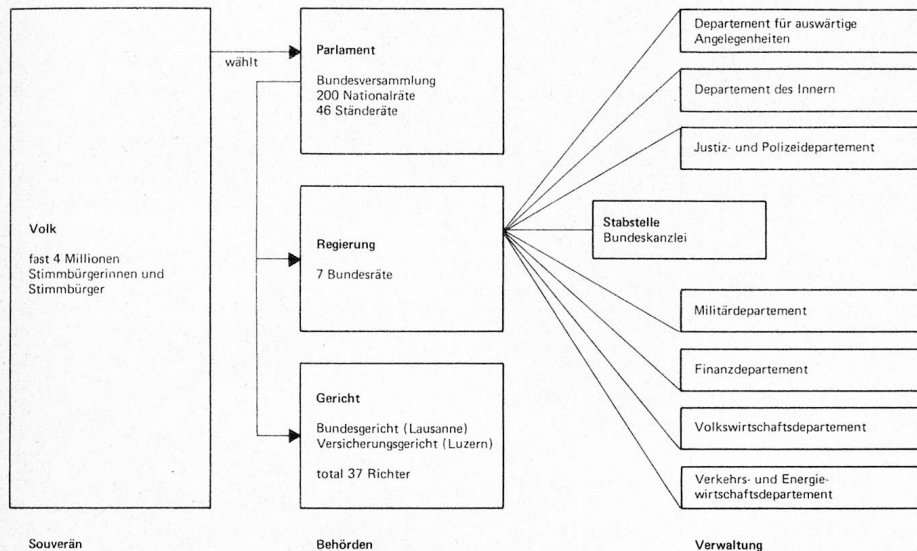 Volk
fast 4 Millionen
Stimmbürgerinnen und
Stimmbürger
Souverän
wählt
Parlament
Bundesversammlung
200 Nationalräte
46 Ständeräte
Regierung
7 Bundesräte
Gericht
Bundesgericht (Lausanne)
Versicherungsgericht (Luzern)
total 37 Richter
Behörden
Departement für auswärtige
Angelegenheiten
Departement des Innern
Justiz- und Polizeidepartement
Stabstelle
Bundeskanzlei
Militärdepartement
Finanzdepartement
Volkswirtschaftsdepartement
Verkehrs- und Energie-
wirtschaftsdepartement
Verwaltung